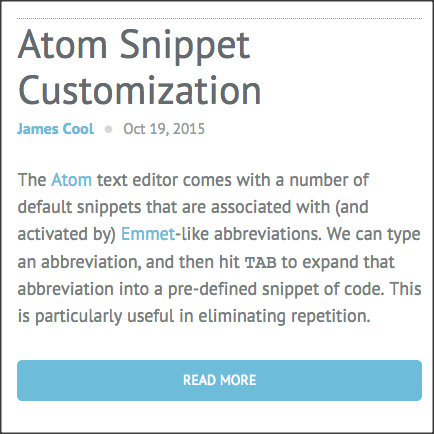 Atom Snippet
Customization
James Cool ● Oct 19, 2015
The Atom text editor comes with a number of
default snippets that are associated with (and
activated by) Emmet-like abbreviations. We can type
an abbreviation, and then hit TAB to expand that
abbreviation into a pre-defined snippet of code. This
is particularly useful in eliminating repetition.
READ MORE